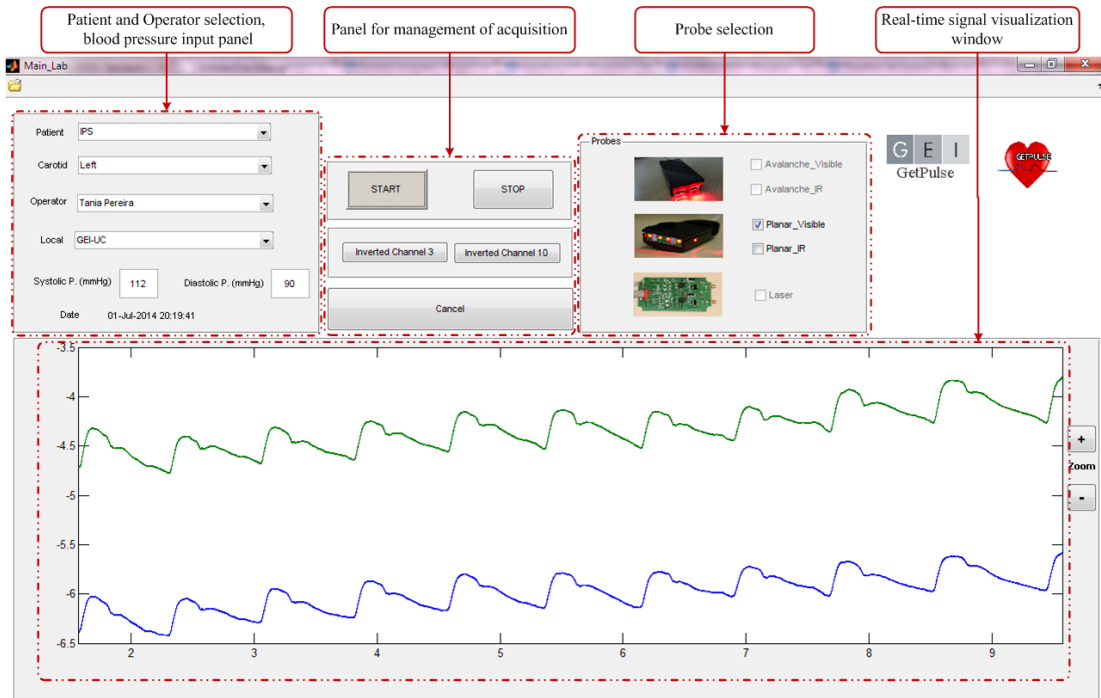 Patient and Operator selection,
blood pressure input panel
Panel for management of acquisition
Probe selection
Real-time signal visualization
window
Main_Lab
Patient
IPS
Carotid
Left
Operator
Tania Pereira
Local
GEI-UC
Systolic P. (mmHg)
112
Diastolic P. (mmHg)
90
Date
01-Jul-2014 20:19:41
START
STOP
Inverted Channel 3
Inverted Channel 10
Cancel
Probes
Avalanche_Visible
Avalanche_IR
Planar_Visible
Planar_IR
Laser
G E I
GetPulse
GETPULSE
-3.5
-4
-4.5
-5
-5.5
-6
-6.5
2 3 4 5 6 7 8 9
+
Zoom
-